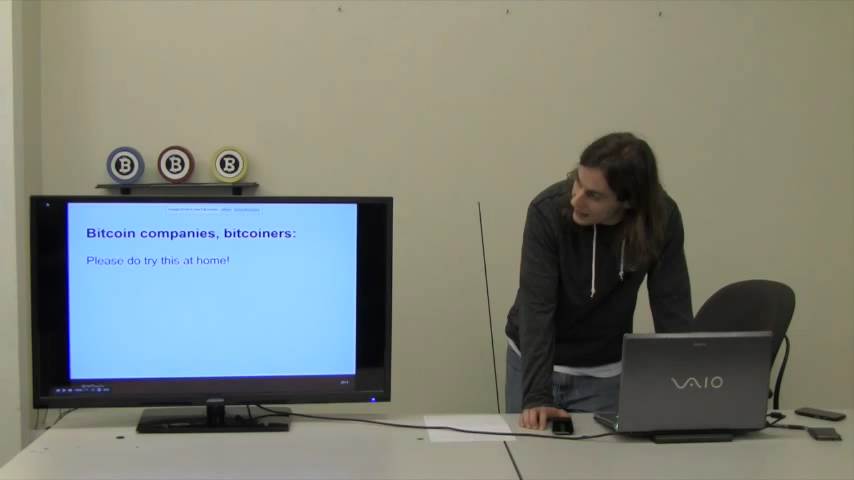 B B B
Bitcoin companies, bitcoiners:
Please do try this at home!
VAIO